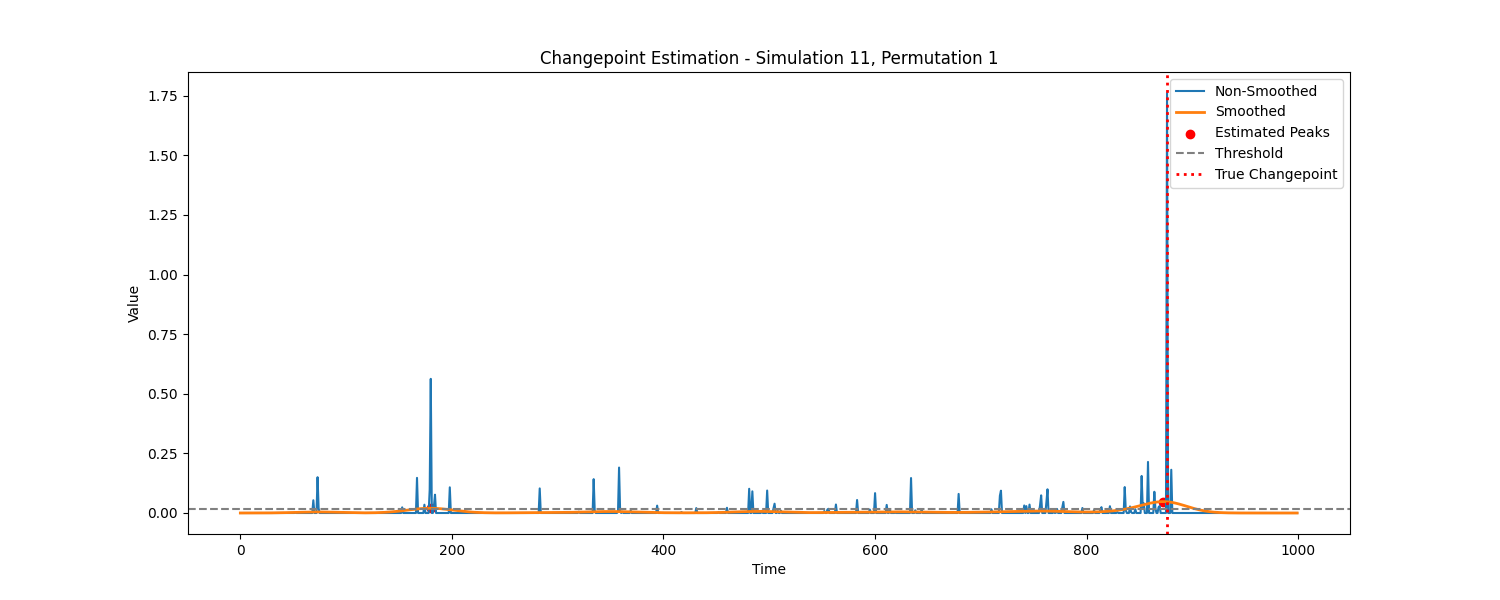 Changepoint Estimation - Simulation 11, Permutation 1
Non-Smoothed
Smoothed
Estimated Peaks
Threshold
True Changepoint
1.75
1.50
1.25
1.00
0.75
0.50
0.25
0.00
Value
0
200
400
600
800
1000
Time